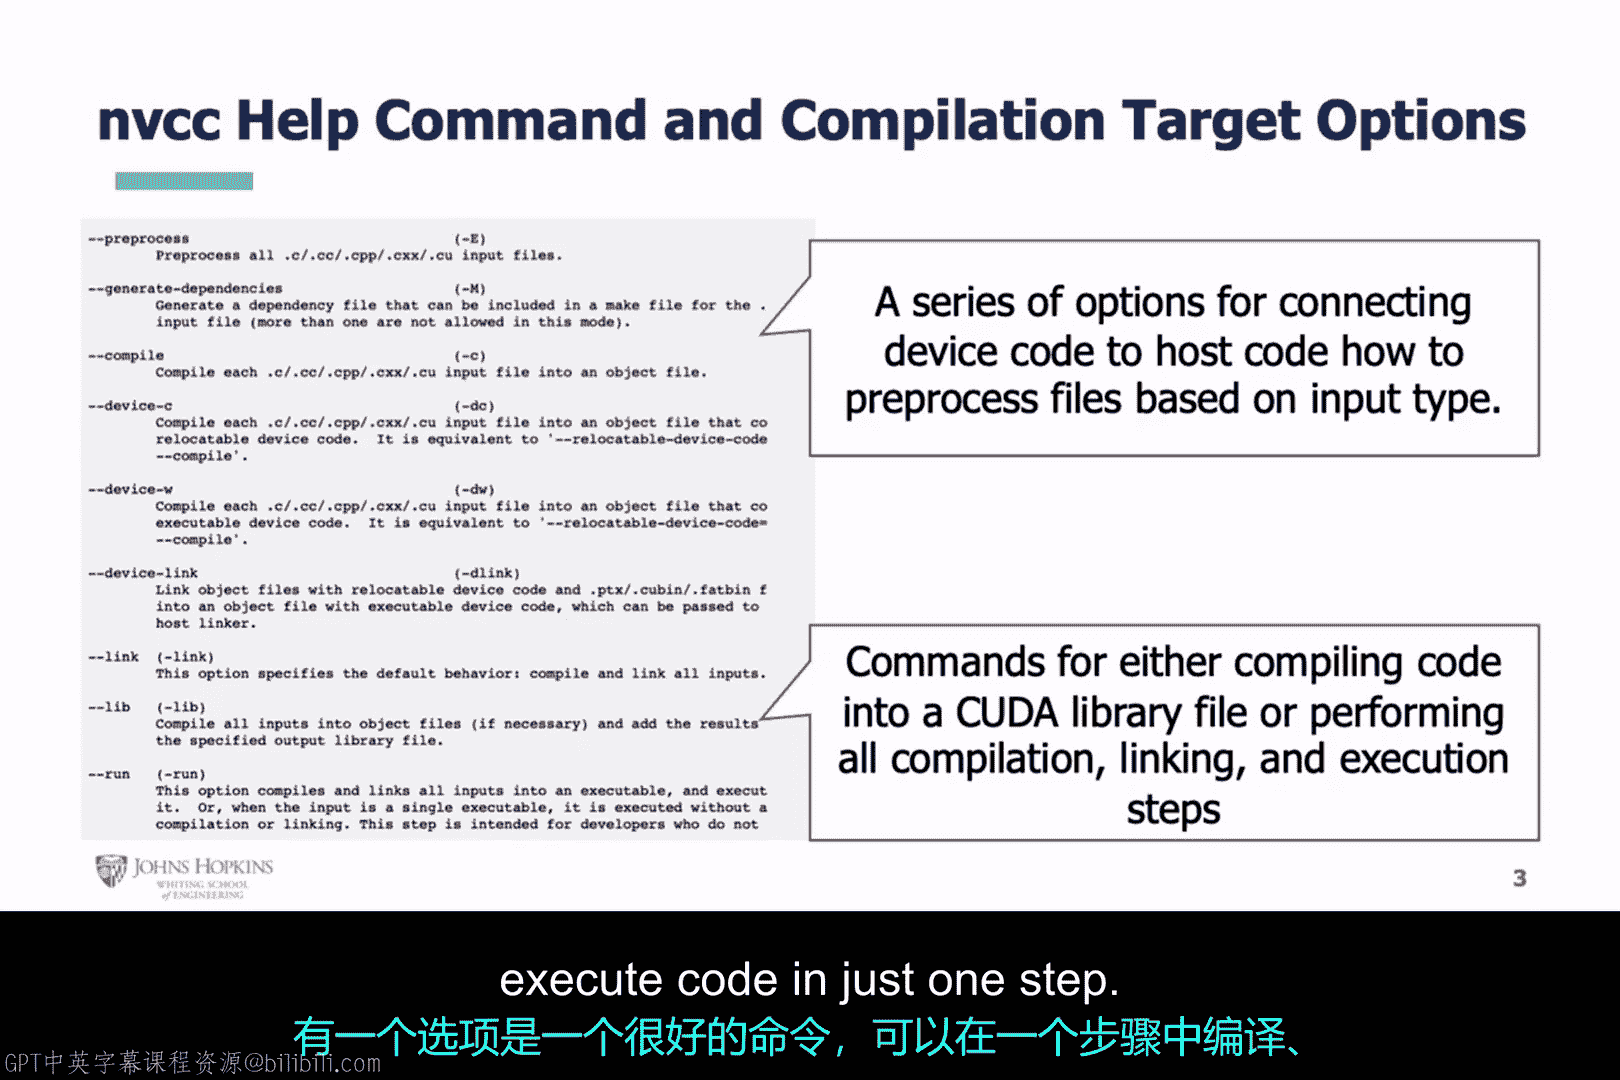 nvcc Help Command and Compilation Target Options
--preprocess (-E)
Preprocess all .c/.cc/.cpp/.cxx/.cu input files.
--generate-dependencies (-M)
Generate a dependency file that can be included in a make file for the .
input file (more than one are not allowed in this mode).
--compile (-c)
Compile each .c/.cc/.cpp/.cxx/.cu input file into an object file.
--device-c (-dc)
Compile each .c/.cc/.cpp/.cxx/.cu input file into an object file that co
relocatable device code. It is equivalent to '--relocatable-device-code
--compile'.
--device-w (-dw)
Compile each .c/.cc/.cpp/.cxx/.cu input file into an object file that co
executable device code. It is equivalent to '--relocatable-device-code=
--compile'.
--device-link (-dlink)
Link object files with relocatable device code and .ptx/.cubin/.fatbin f
into an object file with executable device code, which can be passed to
host linker.
--link (-link)
This option specifies the default behavior: compile and link all inputs.
--lib (-lib)
Compile all inputs into object files (if necessary) and add the results
the specified output library file.
--run (-run)
This option compiles and links all inputs into an executable, and execut
it. Or, when the input is a single executable, it is executed without a
compilation or linking. This step is intended for developers who do not
A series of options for connecting
device code to host code how to
preprocess files based on input type.
Commands for either compiling code
into a CUDA library file or performing
all compilation, linking, and execution
steps
JOHNS HOPKINS
WHITING SCHOOL
of ENGINEERING
3
execute code in just one step.
有一个选项是一个很好的命令，可以在一个步骤中编译、
GPT中英字幕课程资源@bilibili.com